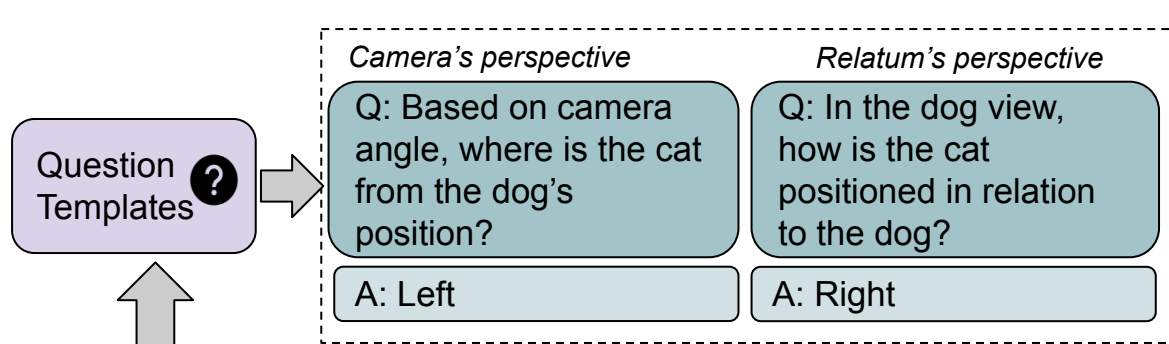 Camera's perspective
Relatum's perspective
Question
Templates
?
Q: Based on camera
angle, where is the cat
from the dog's
position?
A: Left
Q: In the dog view,
how is the cat
positioned in relation
to the dog?
A: Right